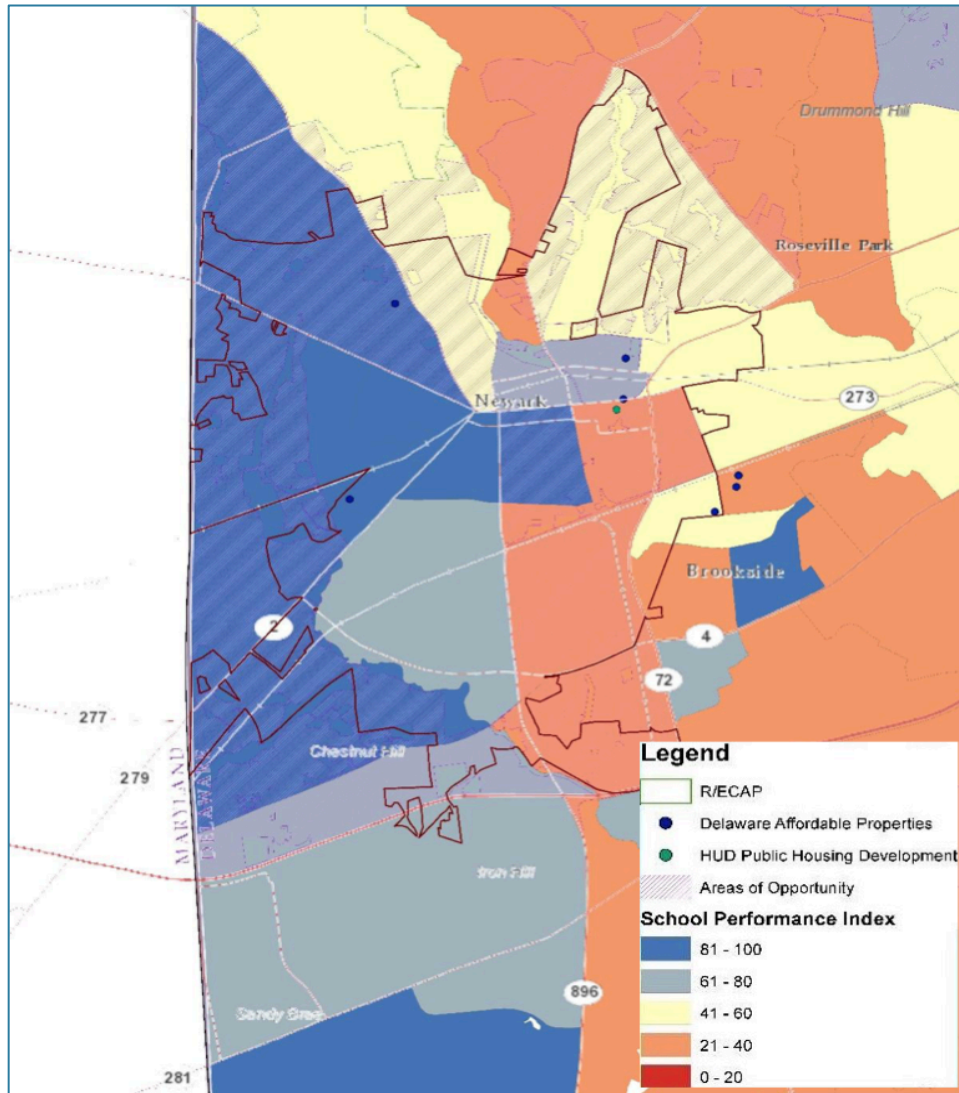 Drummond Hill
Roseville Park
Newark
273
Brookside
2
4
72
277
Chestnut Hill
279
MARYLAND
DELAWARE
Iron Hill
896
281
Legend
R/ECAP
Delaware Affordable Properties
HUD Public Housing Development
Areas of Opportunity
School Performance Index
81 - 100
61 - 80
41 - 60
21 - 40
0 - 20